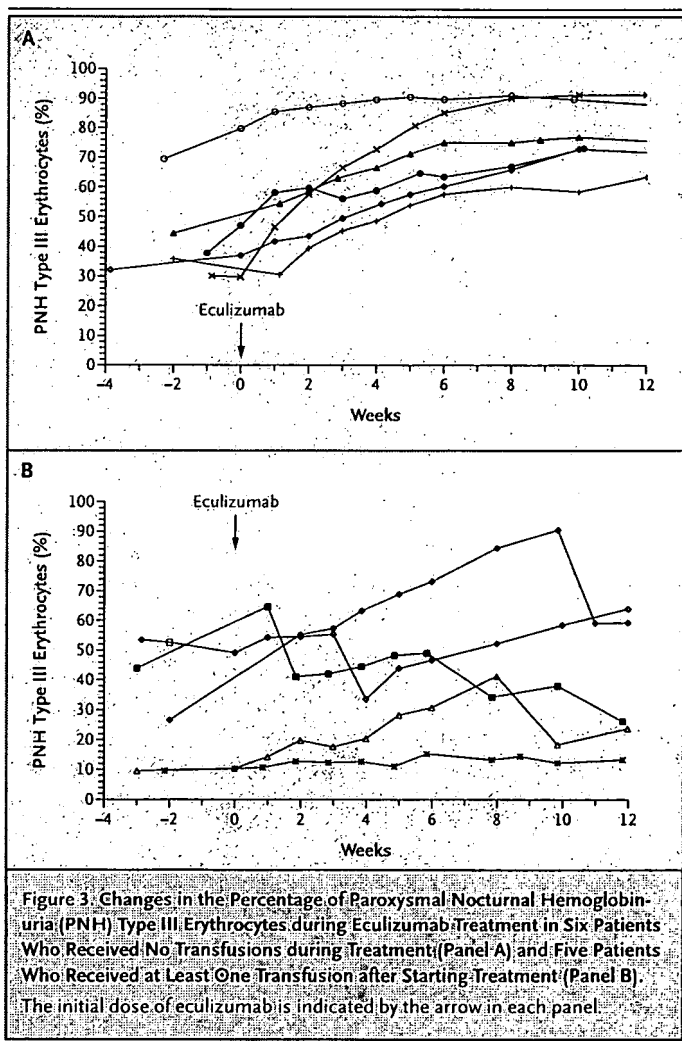 A
PNH Type III Erythrocytes (%)
100
90
80
70
60
50
40
30
20
10
0
Eculizumab
−4 −2 0 2 4 6 8 10 12
Weeks
B
PNH Type III Erythrocytes (%)
100
90
80
70
60
50
40
30
20
10
0
Eculizumab
−4 −2 0 2 4 6 8 10 12
Weeks
Figure 3. Changes in the Percentage of Paroxysmal Nocturnal Hemoglobin-
uria (PNH) Type III Erythrocytes during Eculizumab Treatment in Six Patients
Who Received No Transfusions during Treatment (Panel A) and Five Patients
Who Received at Least One Transfusion after Starting Treatment (Panel B).
The initial dose of eculizumab is indicated by the arrow in each panel.